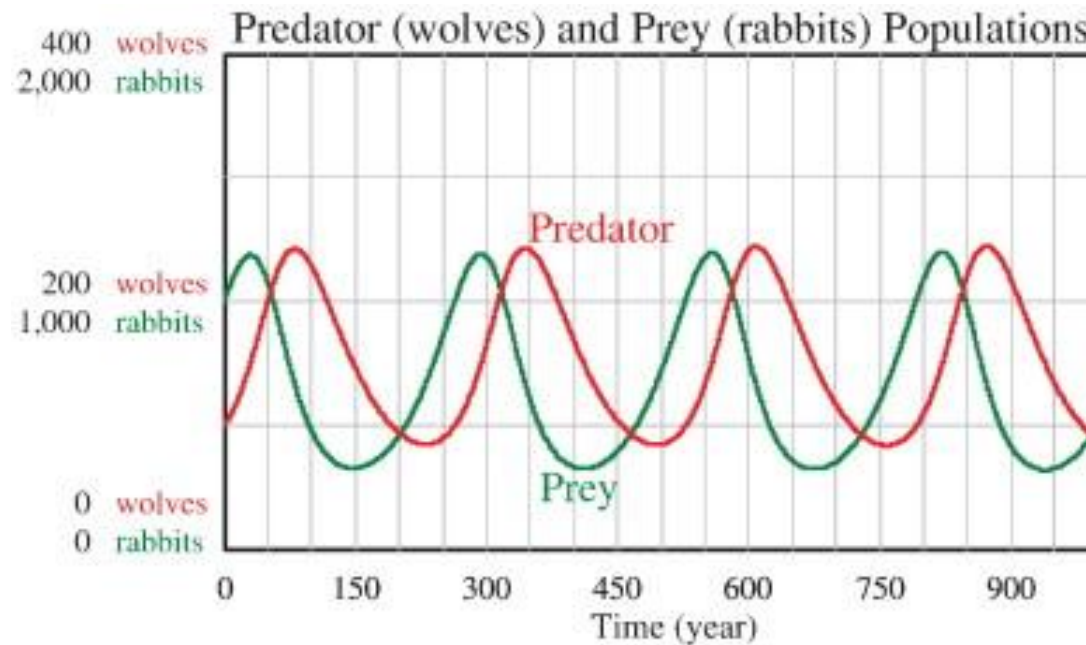 Predator (wolves) and Prey (rabbits) Populations
400 wolves
2,000 rabbits
Predator
200 wolves
1,000 rabbits
Prey
0 wolves
0 rabbits
0 150 300 450 600 750 900
Time (year)